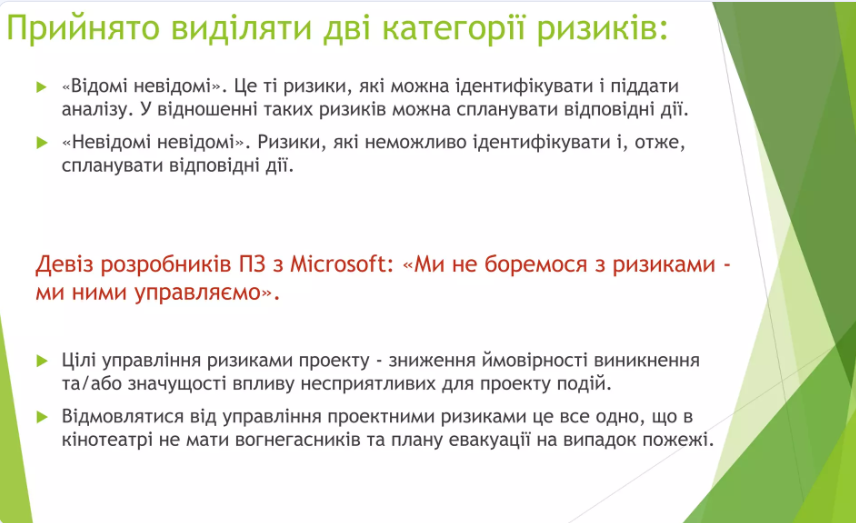 Прийнято виділяти дві категорії ризиків:
«Відомі невідомі». Це ті ризики, які можна ідентифікувати і піддати
аналізу. У відношенні таких ризиків можна спланувати відповідні дії.
«Невідомі невідомі». Ризики, які неможливо ідентифікувати і, отже,
спланувати відповідні дії.
Девіз розробників ПЗ з Microsoft: «Ми не боремося з ризиками -
ми ними управляємо».
Цілі управління ризиками проекту - зниження ймовірності виникнення
та/або значущості впливу несприятливих для проекту подій.
Відмовлятися від управління проектними ризиками це все одно, що в
кінотеатрі не мати вогнегасників та плану евакуації на випадок пожежі.